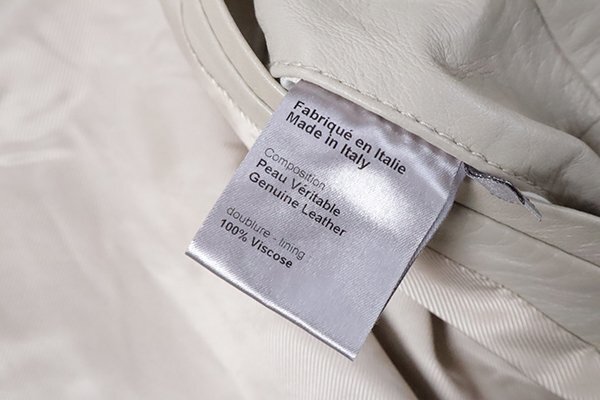 Fabriqué en Italie
Made in Italy
Composition
Peau Véritable
Genuine Leather
doublure - lining
100% Viscose